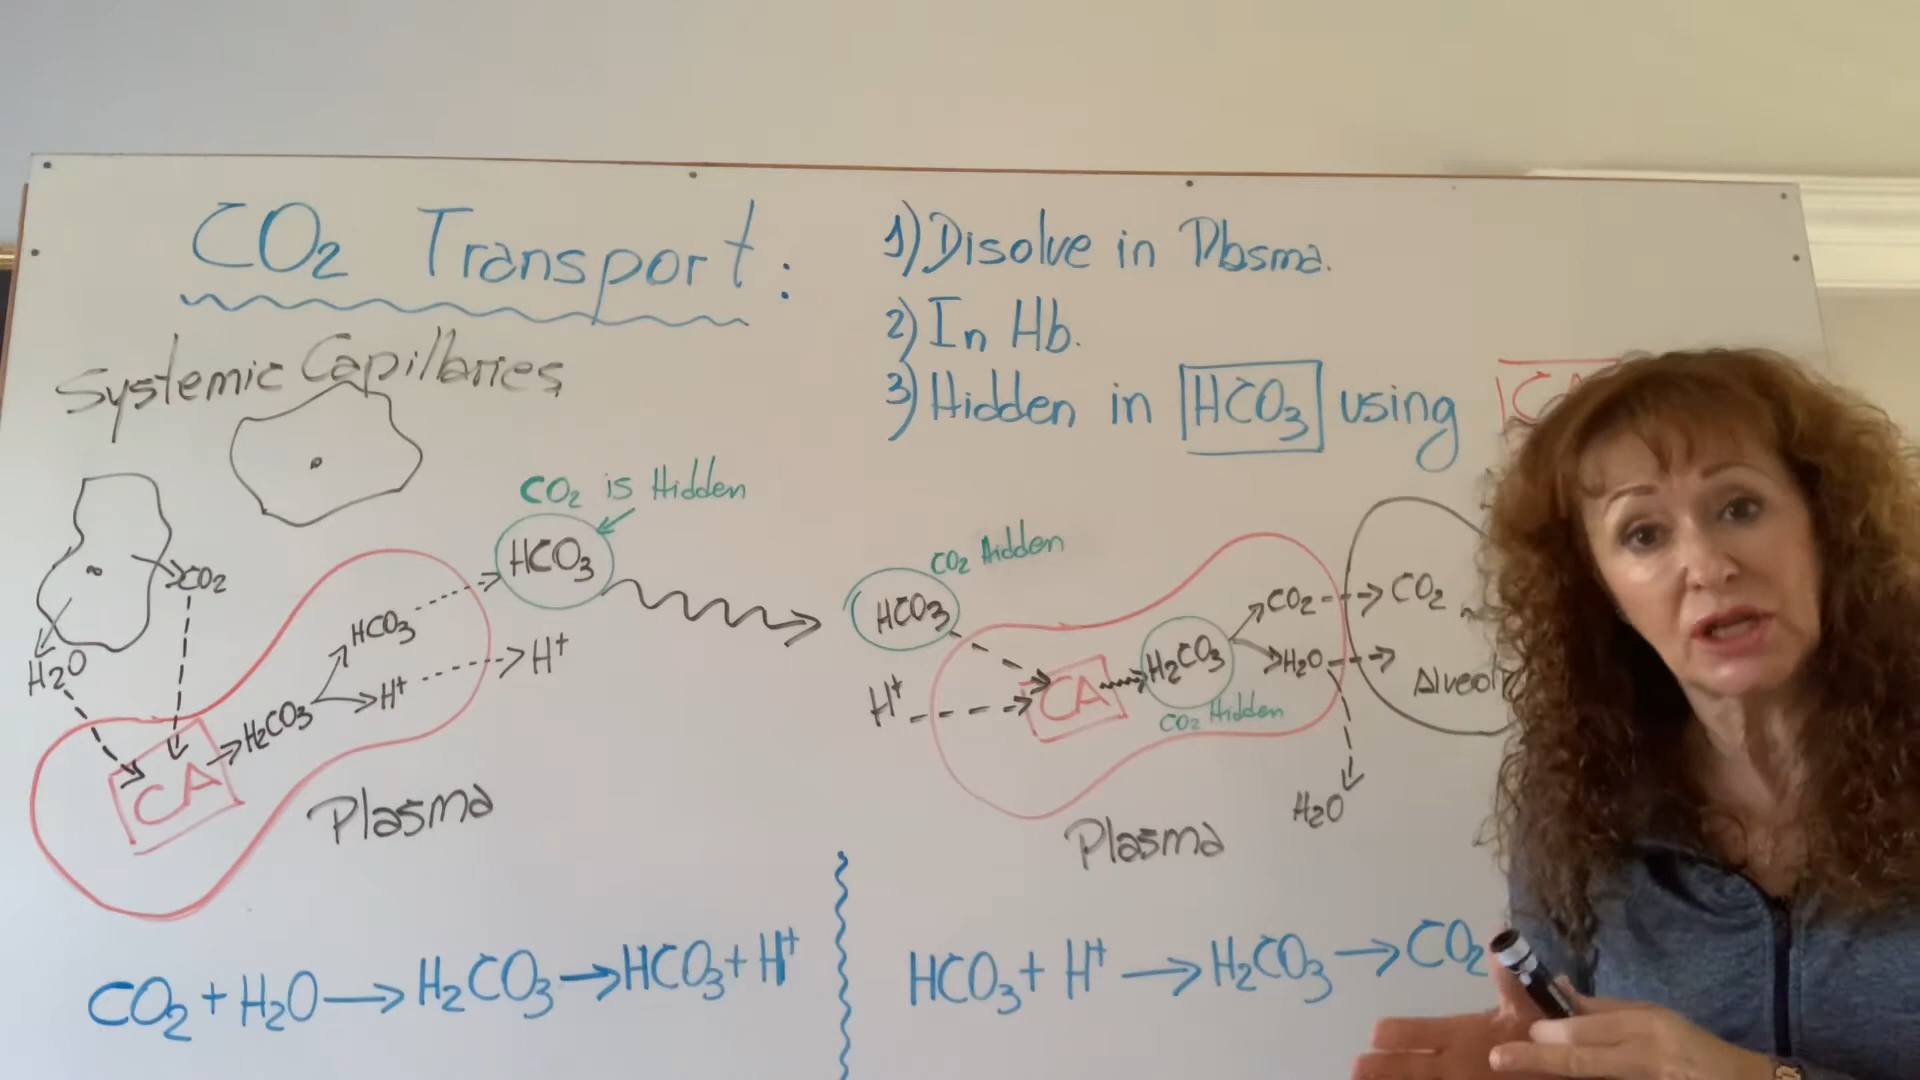 CO2 Transport:
1) Disolve in Plasma.
2) In Hb.
3) Hidden in HCO3 using
Systemic Capillaries
CO2 is Hidden
HCO3
CO2
H2O
HCO3
H+
H+
H2CO3
CA
Plasma
CO2 Hidden
HCO3
H+
CA
H2CO3
CO2 Hidden
CO2
H2O
CO2
H2O
Plasma
CO2 + H2O → H2CO3 → HCO3 + H+
HCO3 + H+ → H2CO3 → CO2